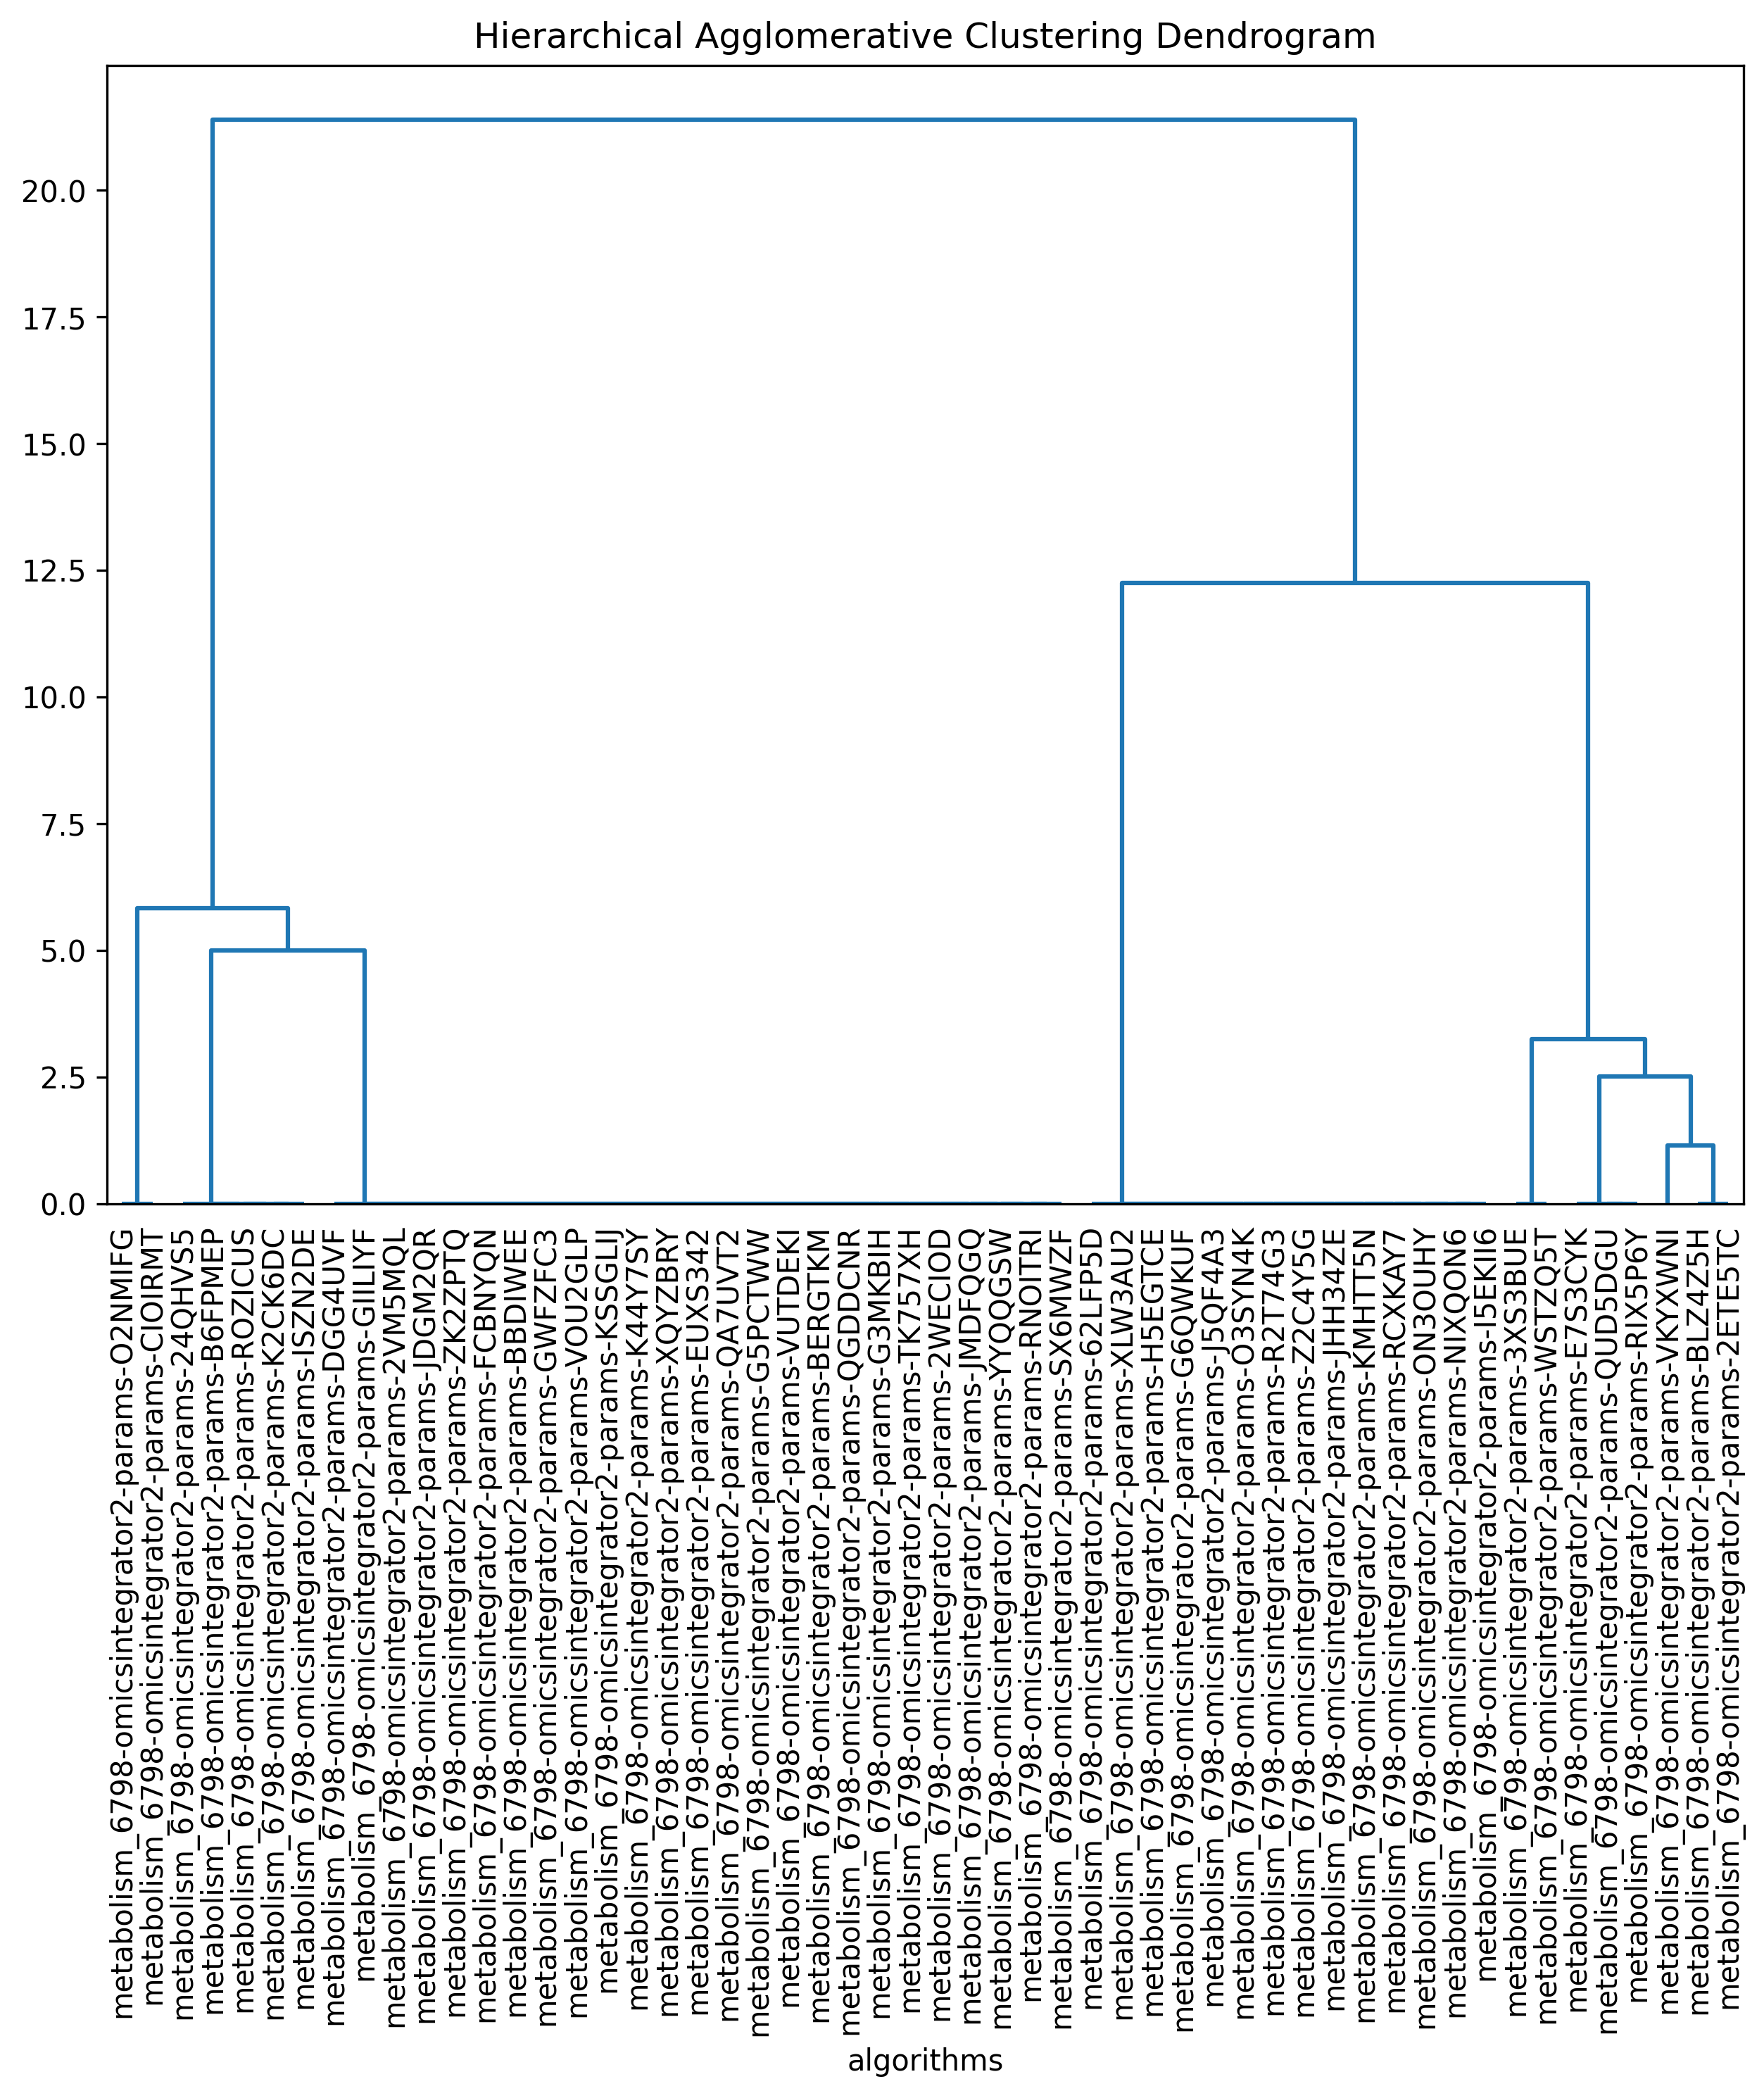 Hierarchical Agglomerative Clustering Dendrogram
20.0
17.5
15.0
12.5
10.0
7.5
5.0
2.5
0.0
metabolism_6798-omicsintegrator2-params-O2NMIFG
metabolism_6798-omicsintegrator2-params-CIOIRMT
metabolism_6798-omicsintegrator2-params-24QHVS5
metabolism_6798-omicsintegrator2-params-B6FPMEP
metabolism_6798-omicsintegrator2-params-ROZICUS
metabolism_6798-omicsintegrator2-params-K2CK6DC
metabolism_6798-omicsintegrator2-params-ISZN2DE
metabolism_6798-omicsintegrator2-params-DGG4UVF
metabolism_6798-omicsintegrator2-params-GIILIYF
metabolism_6798-omicsintegrator2-params-2VM5MQL
metabolism_6798-omicsintegrator2-params-JDGM2QR
metabolism_6798-omicsintegrator2-params-ZK2ZPTQ
metabolism_6798-omicsintegrator2-params-FCBNYQN
metabolism_6798-omicsintegrator2-params-BBDIWEE
metabolism_6798-omicsintegrator2-params-GWFZFC3
metabolism_6798-omicsintegrator2-params-VOU2GLP
metabolism_6798-omicsintegrator2-params-KSSGLIJ
metabolism_6798-omicsintegrator2-params-K44Y7SY
metabolism_6798-omicsintegrator2-params-XQYZBRY
metabolism_6798-omicsintegrator2-params-EUXS342
metabolism_6798-omicsintegrator2-params-QA7UVT2
metabolism_6798-omicsintegrator2-params-G5PCTWW
metabolism_6798-omicsintegrator2-params-VUTDEKI
metabolism_6798-omicsintegrator2-params-BERGTKM
metabolism_6798-omicsintegrator2-params-QGDDCNR
metabolism_6798-omicsintegrator2-params-G3MKBIH
metabolism_6798-omicsintegrator2-params-TK757XH
metabolism_6798-omicsintegrator2-params-2WECIOD
metabolism_6798-omicsintegrator2-params-JMDFQGQ
metabolism_6798-omicsintegrator2-params-YYQQGSW
metabolism_6798-omicsintegrator2-params-RNOITRI
metabolism_6798-omicsintegrator2-params-SX6MWZF
metabolism_6798-omicsintegrator2-params-62LFP5D
metabolism_6798-omicsintegrator2-params-XLW3AU2
metabolism_6798-omicsintegrator2-params-H5EGTCE
metabolism_6798-omicsintegrator2-params-G6QWKUF
metabolism_6798-omicsintegrator2-params-J5QF4A3
metabolism_6798-omicsintegrator2-params-O3SYN4K
metabolism_6798-omicsintegrator2-params-R2T74G3
metabolism_6798-omicsintegrator2-params-Z2C4Y5G
metabolism_6798-omicsintegrator2-params-JHH34ZE
metabolism_6798-omicsintegrator2-params-KMHTT5N
metabolism_6798-omicsintegrator2-params-RCXKAY7
metabolism_6798-omicsintegrator2-params-ON3OUHY
metabolism_6798-omicsintegrator2-params-NIXQON6
metabolism_6798-omicsintegrator2-params-I5EKII6
metabolism_6798-omicsintegrator2-params-3XS3BUE
metabolism_6798-omicsintegrator2-params-WSTZQ5T
metabolism_6798-omicsintegrator2-params-E7S3CYK
metabolism_6798-omicsintegrator2-params-QUD5DGU
metabolism_6798-omicsintegrator2-params-RIX5P6Y
metabolism_6798-omicsintegrator2-params-VKYXWNI
metabolism_6798-omicsintegrator2-params-BLZ4Z5H
metabolism_6798-omicsintegrator2-params-2ETE5TC
algorithms